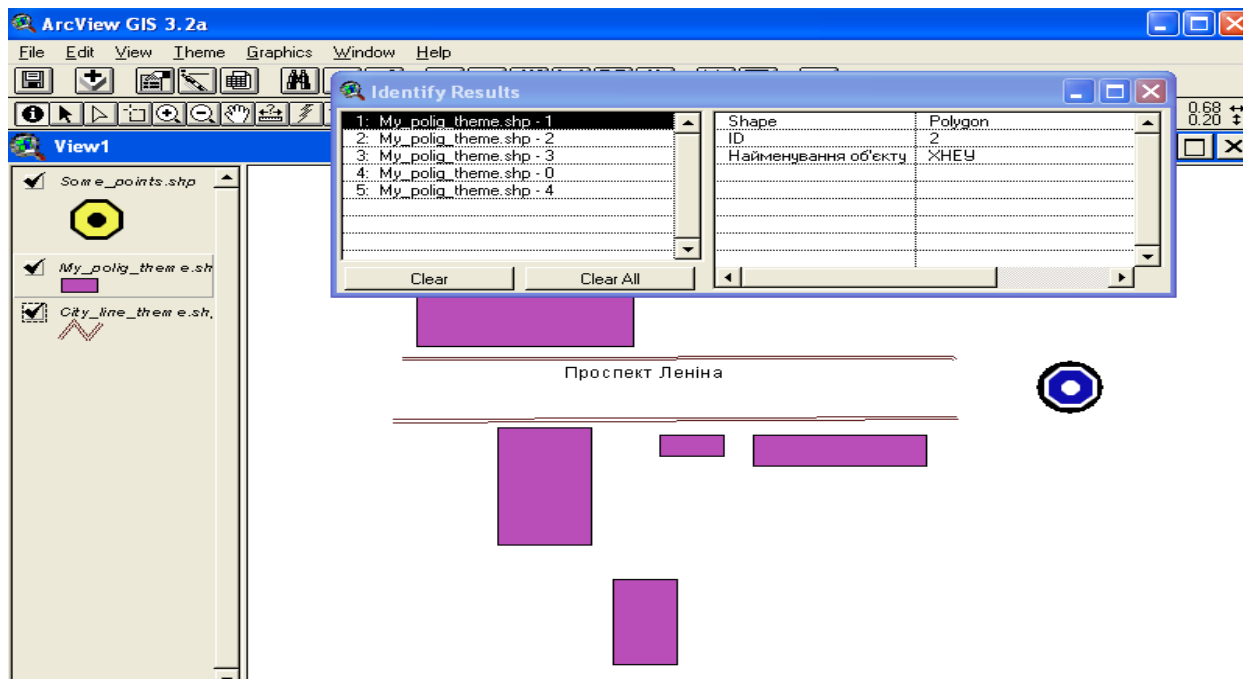 ArcView GIS 3.2a
File Edit View Theme Graphics Window Help
Identify Results
0.68
0.20
View1
1: My_polig_theme.shp - 1
2: My_polig_theme.shp - 2
3: My_polig_theme.shp - 3
4: My_polig_theme.shp - 0
5: My_polig_theme.shp - 4
Shape Polygon
ID 2
Найменування об'єкту ХНЕУ
Clear Clear All
Some_points.shp
My_polig_them e.sh
City_line_them e.sh,
Проспект Леніна